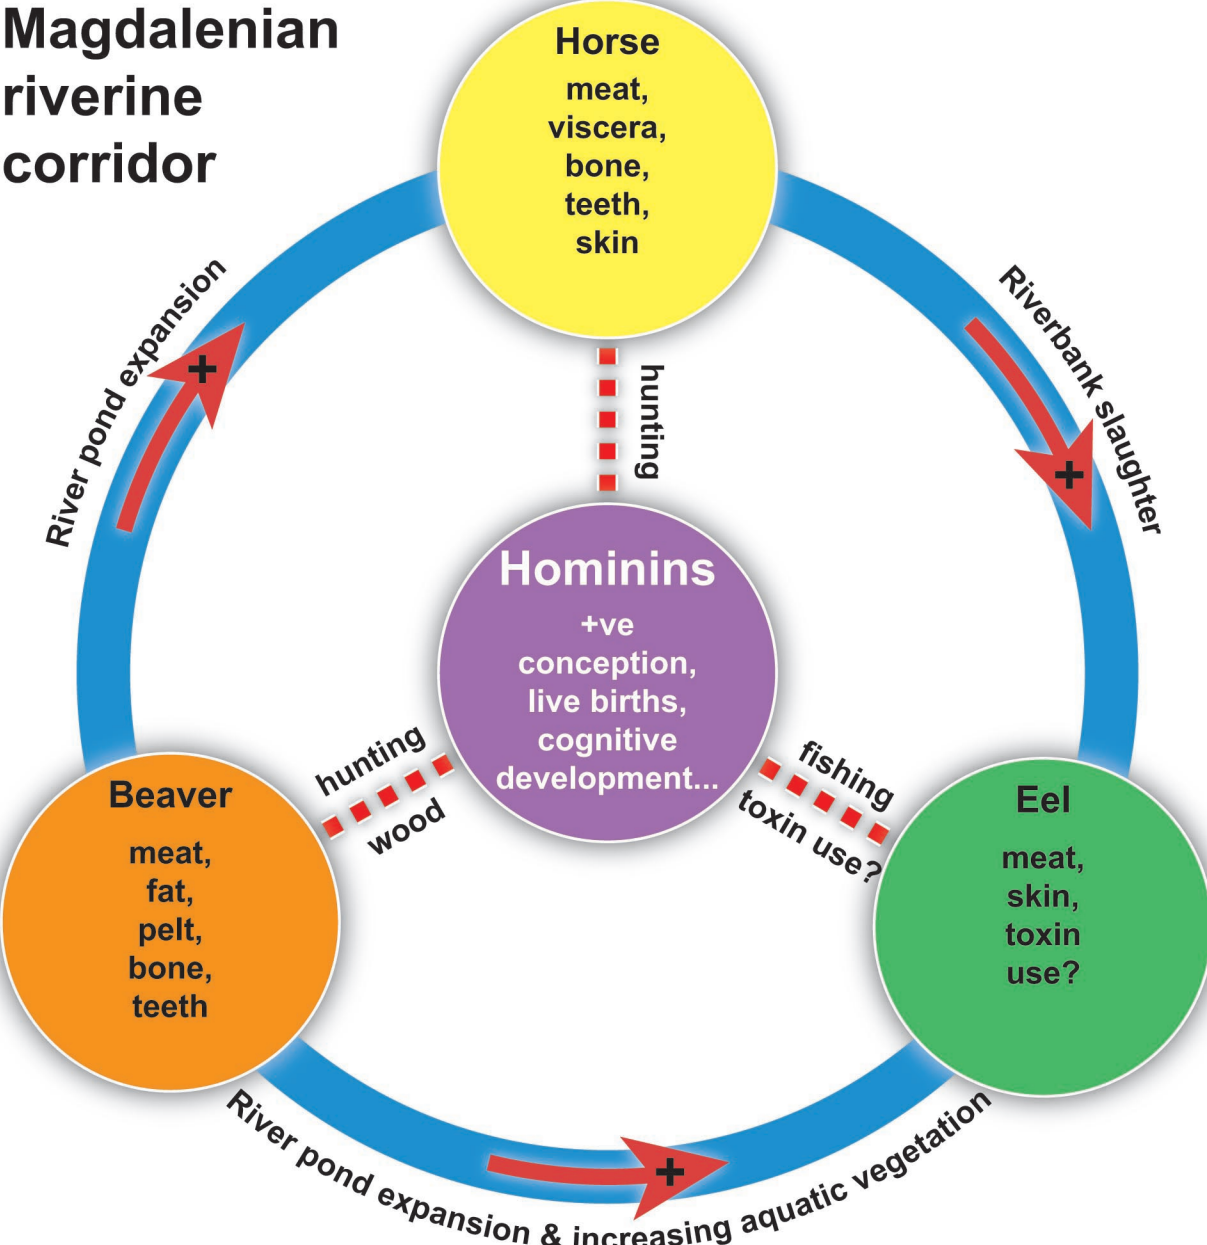 Magdalenian
riverine
corridor
Horse
meat,
viscera,
bone,
teeth,
skin
River pond expansion
Riverbank slaughter
hunting
Hominins
+ve
conception,
live births,
cognitive
development...
hunting
wood
fishing
toxin use?
Beaver
meat,
fat,
pelt,
bone,
teeth
Eel
meat,
skin,
toxin
use?
River pond expansion & increasing aquatic vegetation
+
+
+